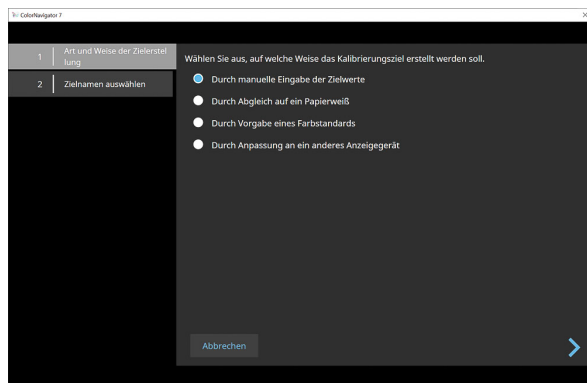 ColorNavigator 7
1 Art und Weise der Zielerstel
lung
2 Zielnamen auswählen
Wählen Sie aus, auf welche Weise das Kalibrierungsziel erstellt werden soll.
Durch manuelle Eingabe der Zielwerte
Durch Abgleich auf ein Papierweiß
Durch Vorgabe eines Farbstandards
Durch Anpassung an ein anderes Anzeigegerät
Abbrechen